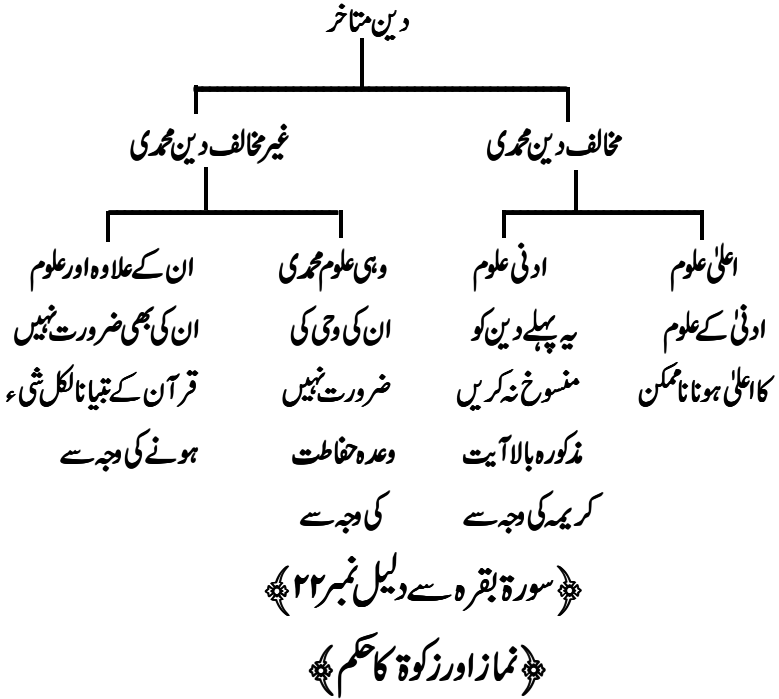 دین متاخر
مخالف دین محمدی
غیر مخالف دین محمدی
اعلیٰ علوم
ادنیٰ کے علوم
کا اعلیٰ ہونا ناممکن
ادنی علوم
یہ پہلے دین کو
منسوخ نہ کریں
مذکورہ بالا آیت
کریمہ کی وجہ سے
وہی علوم محمدی
ان کی وحی کی
ضرورت نہیں
وعدہ حفاطت
کی وجہ سے
ان کے علاوہ اور علوم
ان کی بھی ضرورت نہیں
قرآن کے تبیانا لکل شیء
ہونے کی وجہ سے
﴿سورۃ بقرہ سے دلیل نمبر ۲۲﴾
﴿نماز اور زکوۃ کا حکم﴾